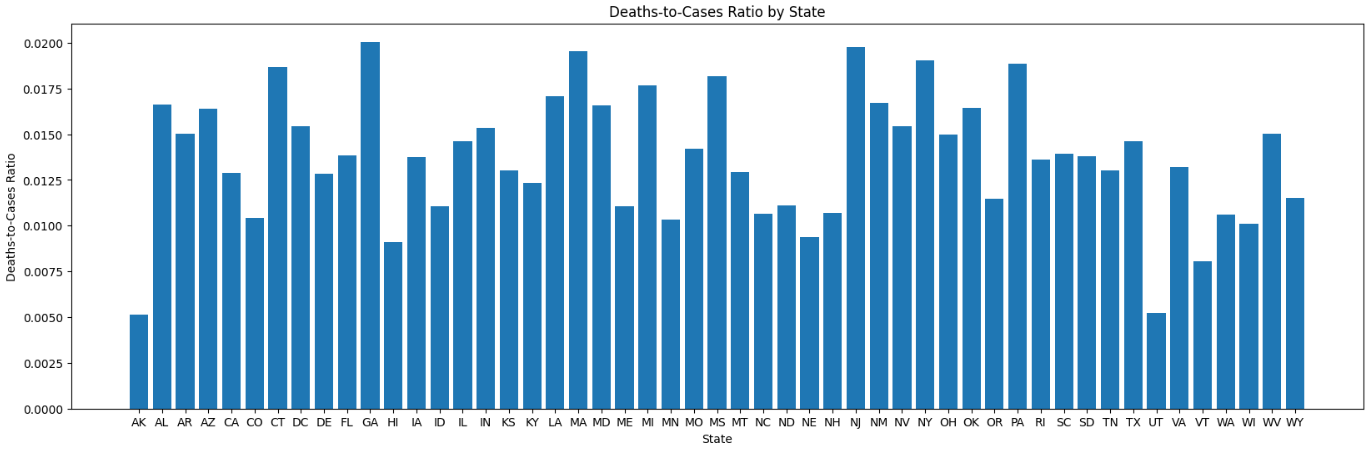 Deaths-to-Cases Ratio by State
0.0200
0.0175
0.0150
0.0125
0.0100
0.0075
0.0050
0.0025
0.0000
Deaths-to-Cases Ratio
AK AL AR AZ CA CO CT DC DE FL GA HI IA ID IL IN KS KY LA MA MD ME MI MN MO MS MT NC ND NE NH NJ NM NV NY OH OK OR PA RI SC SD TN TX UT VA VT WA WI WV WY
State